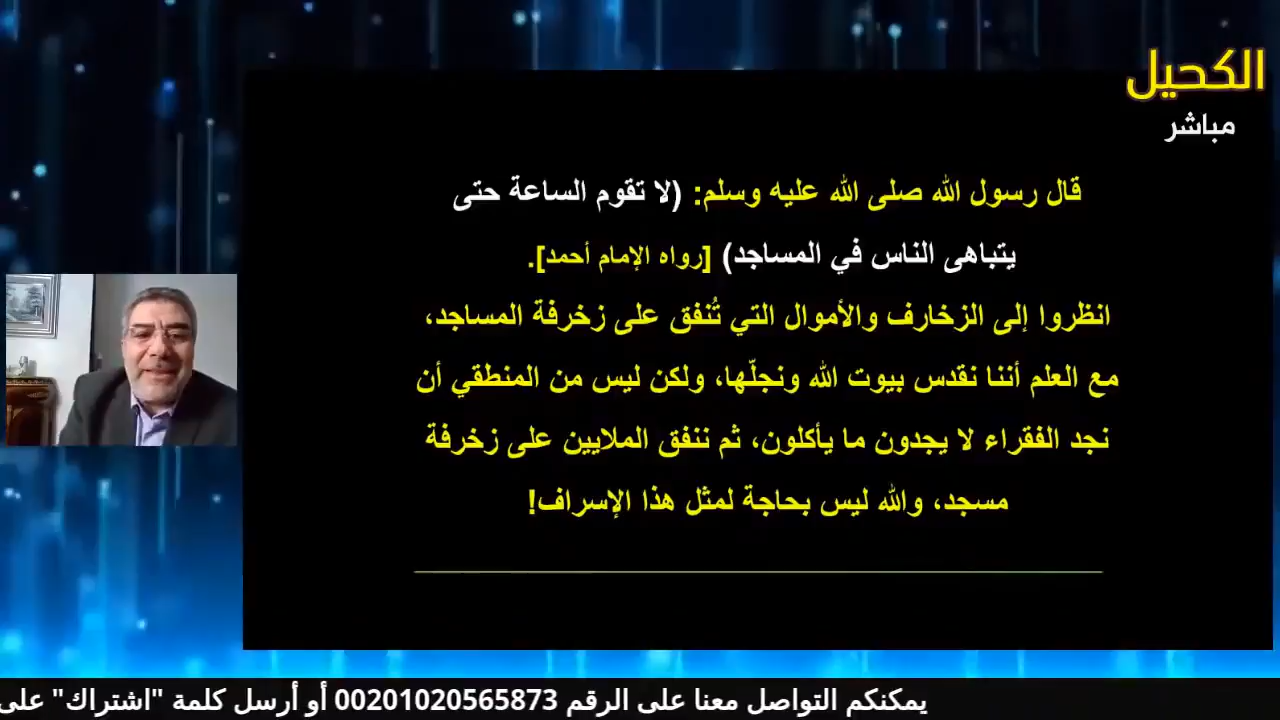 الكحيل
مباشر
قال رسول الله صلى الله عليه وسلم: (لا تقوم الساعة حتى
يتباهى الناس في المساجد) [رواه الإمام أحمد].
انظروا إلى الزخارف والأموال التي تُنفق على زخرفة المساجد،
مع العلم أننا نقدس بيوت الله ونجلّها، ولكن ليس من المنطقي أن
نجد الفقراء لا يجدون ما يأكلون، ثم ننفق الملايين على زخرفة
مسجد، والله ليس بحاجة لمثل هذا الإسراف!
يمكنكم التواصل معنا على الرقم 00201020565873 أو أرسل كلمة "اشتراك" على